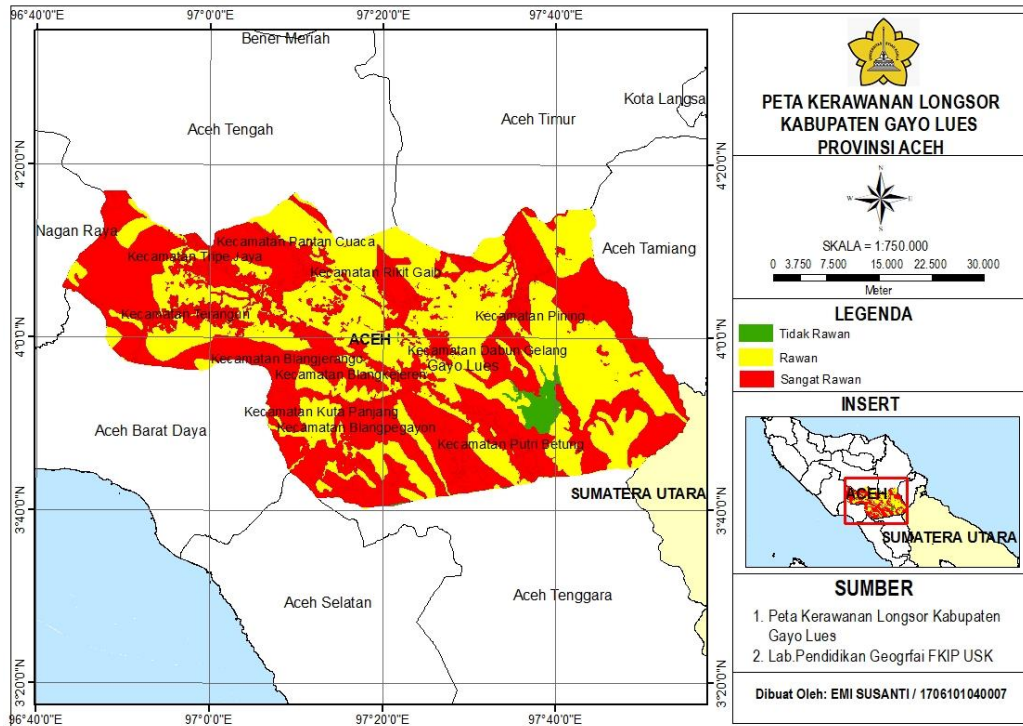 96°40'0"E 97°0'0"E 97°20'0"E 97°40'0"E
Bener Meriah
Kota Langsa
Aceh Tengah
Aceh Timur
4°20'0"N 4°20'0"N
Nagan Raya
Kecamatan Pantan Cuaca
Aceh Tamiang
Kecamatan Tripe Jaya
Kecamatan Rikit Gaib
Kecamatan Terangun
Kecamatan Pining
4°0'0"N 4°0'0"N
ACEH
Kecamatan Dabun Gelang
Kecamatan Blangjerango
Gayo Lues
Kecamatan Blangkejeren
Kecamatan Kuta Panjang
Kecamatan Blangpegayon
Aceh Barat Daya
Kecamatan Putri Betung
SUMATERA UTARA
3°40'0"N 3°40'0"N
Aceh Selatan
Aceh Tenggara
3°20'0"N 3°20'0"N
96°40'0"E 97°0'0"E 97°20'0"E 97°40'0"E
PETA KERAWANAN LONGSOR
KABUPATEN GAYO LUES
PROVINSI ACEH
N
W E
S
SKALA = 1:750.000
0 3.750 7.500 15.000 22.500 30.000
Meter
LEGENDA
Tidak Rawan
Rawan
Sangat Rawan
INSERT
ACEH
SUMATERA UTARA
SUMBER
1. Peta Kerawanan Longsor Kabupaten
Gayo Lues
2. Lab.Pendidikan Geogrfai FKIP USK
Dibuat Oleh: EMI SUSANTI / 1706101040007